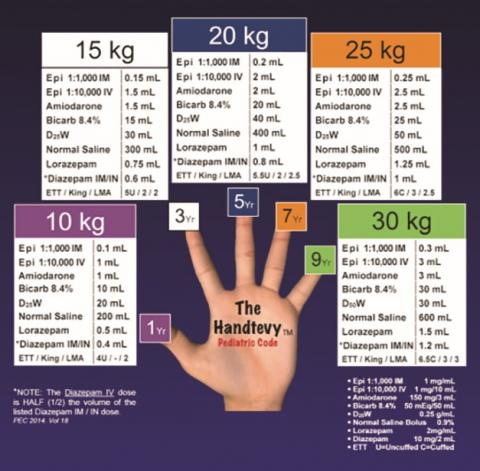 15 kg
Epi 1:1,000 IM 0.15 mL
Epi 1:10,000 IV 1.5 mL
Amiodarone 1.5 mL
Bicarb 8.4% 15 mL
D₂₅W 30 mL
Normal Saline 300 mL
Lorazepam 0.75 mL
*Diazepam IM/IN 0.6 mL
ETT / King / LMA 5U / 2 / 2
20 kg
Epi 1:1,000 IM 0.2 mL
Epi 1:10,000 IV 2 mL
Amiodarone 2 mL
Bicarb 8.4% 20 mL
D₂₅W 40 mL
Normal Saline 400 mL
Lorazepam 1 mL
*Diazepam IM/IN 0.8 mL
ETT / King / LMA 5.5U / 2 / 2.5
25 kg
Epi 1:1,000 IM 0.25 mL
Epi 1:10,000 IV 2.5 mL
Amiodarone 2.5 mL
Bicarb 8.4% 25 mL
D₂₅W 50 mL
Normal Saline 500 mL
Lorazepam 1.25 mL
*Diazepam IM/IN 1 mL
ETT / King / LMA 6C / 3 / 2.5
10 kg
Epi 1:1,000 IM 0.1 mL
Epi 1:10,000 IV 1 mL
Amiodarone 1 mL
Bicarb 8.4% 10 mL
D₂₅W 20 mL
Normal Saline 200 mL
Lorazepam 0.5 mL
*Diazepam IM/IN 0.4 mL
ETT / King / LMA 4U / - / 2
1Yr
3Yr
5Yr
7Yr
9Yr
The
Handtevy TM
Pediatric Code
30 kg
Epi 1:1,000 IM 0.3 mL
Epi 1:10,000 IV 3 mL
Amiodarone 3 mL
Bicarb 8.4% 30 mL
D₅₀W 30 mL
Normal Saline 600 mL
Lorazepam 1.5 mL
*Diazepam IM/IN 1.2 mL
ETT / King / LMA 6.5C / 3 / 3
*NOTE: The Diazepam IV dose
is HALF (1/2) the volume of the
listed Diazepam IM / IN dose.
PEC 2014. Vol 18
• Epi 1:1,000 IM 1 mg/mL
• Epi 1:10,000 IV 1 mg/10 mL
• Amiodarone 150 mg/3 mL
• Bicarb 8.4% 50 mEq/50 mL
• D₂₅W 0.25 g/mL
• Normal Saline Bolus 0.9%
• Lorazepam 2mg/mL
• Diazepam 10 mg/2 mL
• ETT U=Uncuffed C=Cuffed